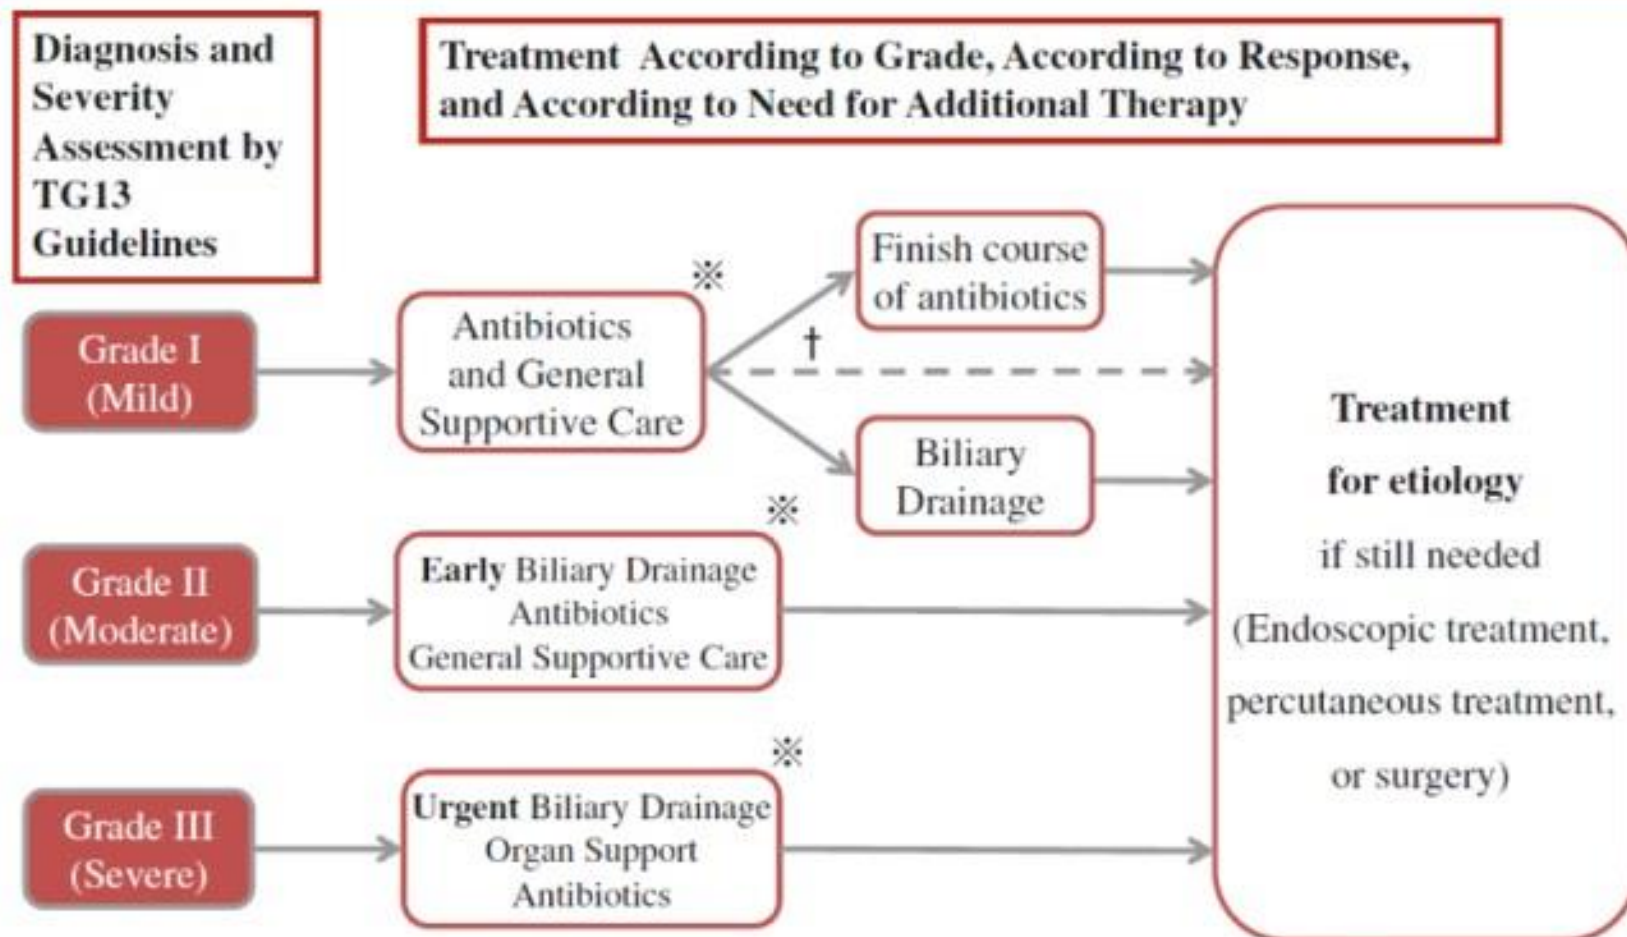 Diagnosis and
Severity
Assessment by
TG13
Guidelines
Treatment According to Grade, According to Response,
and According to Need for Additional Therapy
Grade I
(Mild)
※
Antibiotics
and General
Supportive Care
†
Finish course
of antibiotics
Biliary
Drainage
Grade II
(Moderate)
※
Early Biliary Drainage
Antibiotics
General Supportive Care
Grade III
(Severe)
※
Urgent Biliary Drainage
Organ Support
Antibiotics
Treatment
for etiology
if still needed
(Endoscopic treatment,
percutaneous treatment,
or surgery)